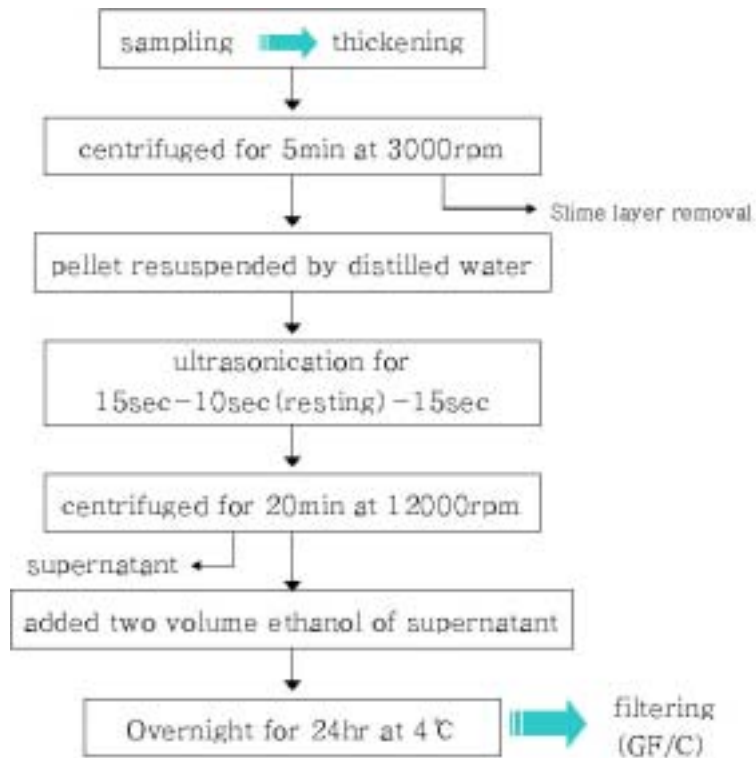 sampling thickening
centrifuged for 5min at 3000rpm
Slime layer removal
pellet resuspended by distilled water
ultrasonication for
15sec-10sec(resting)-15sec
centrifuged for 20min at 12000rpm
supernatant
added two volume ethanol of supernatant
Overnight for 24hr at 4℃
filtering
(GF/C)